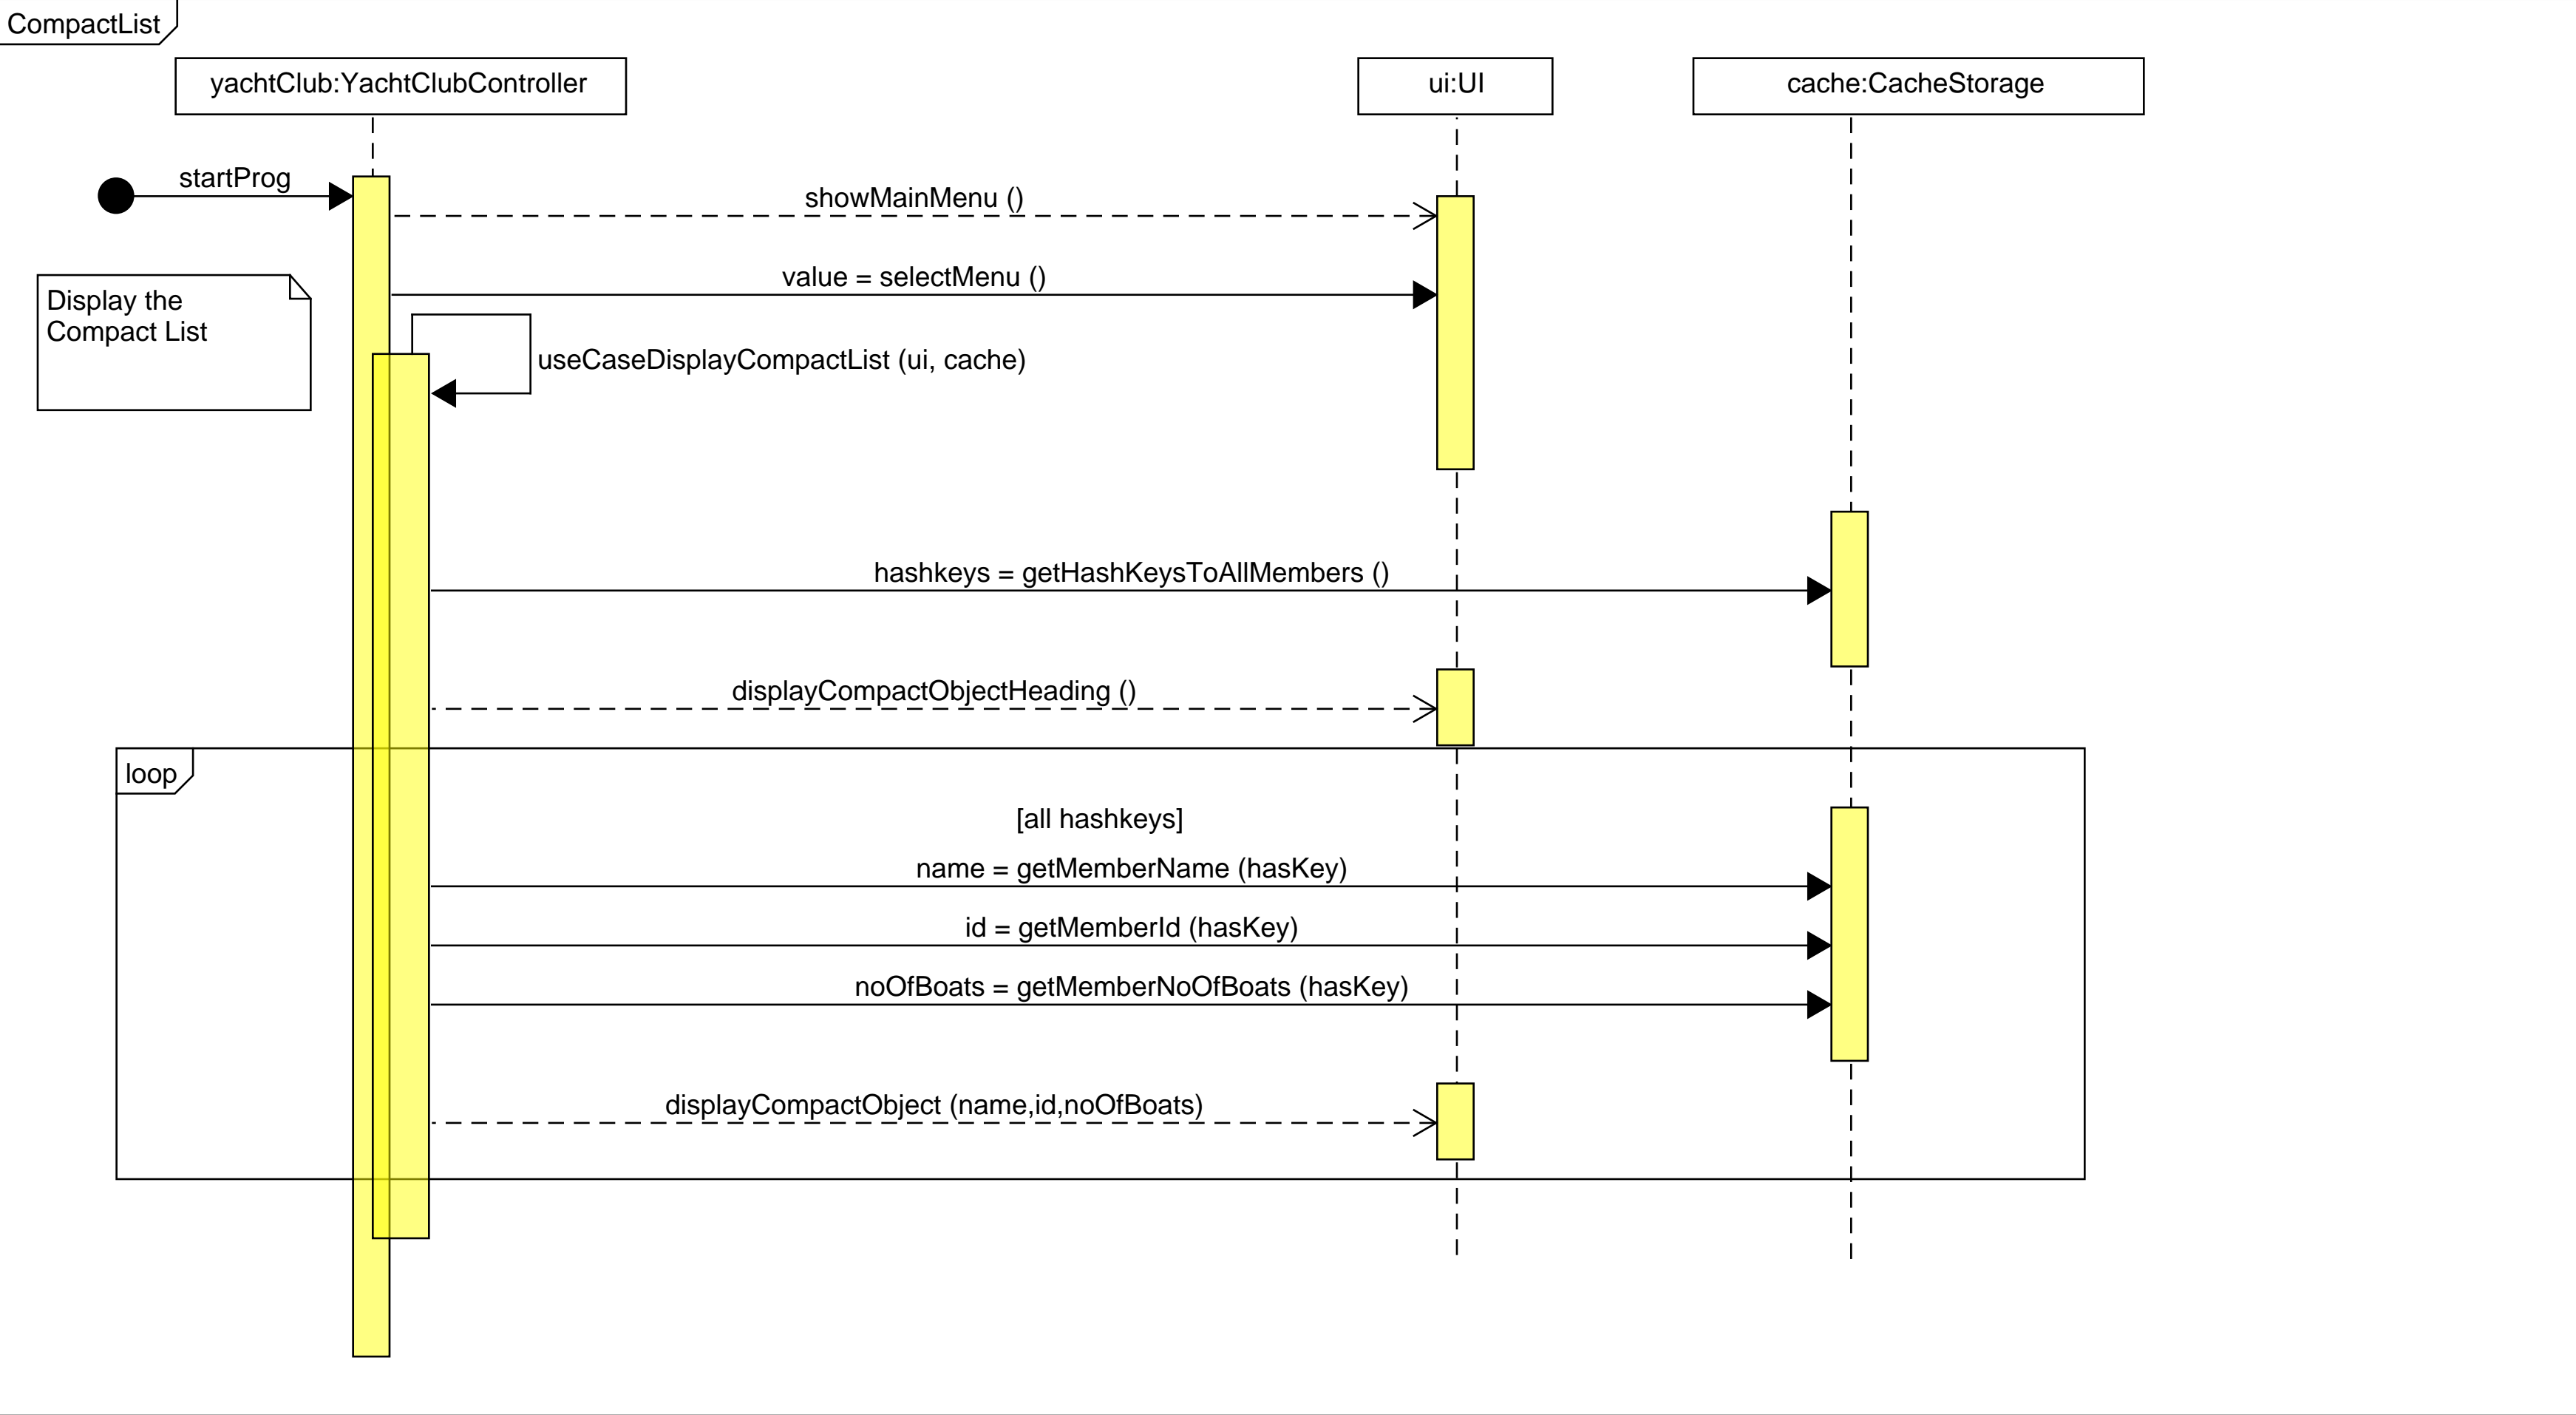 CompactList
yachtClub:YachtClubController
ui:UI
cache:CacheStorage
startProg
showMainMenu ()
value = selectMenu ()
Display the
Compact List
useCaseDisplayCompactList (ui, cache)
hashkeys = getHashKeysToAllMembers ()
displayCompactObjectHeading ()
loop
[all hashkeys]
name = getMemberName (hasKey)
id = getMemberId (hasKey)
noOfBoats = getMemberNoOfBoats (hasKey)
displayCompactObject (name,id,noOfBoats)